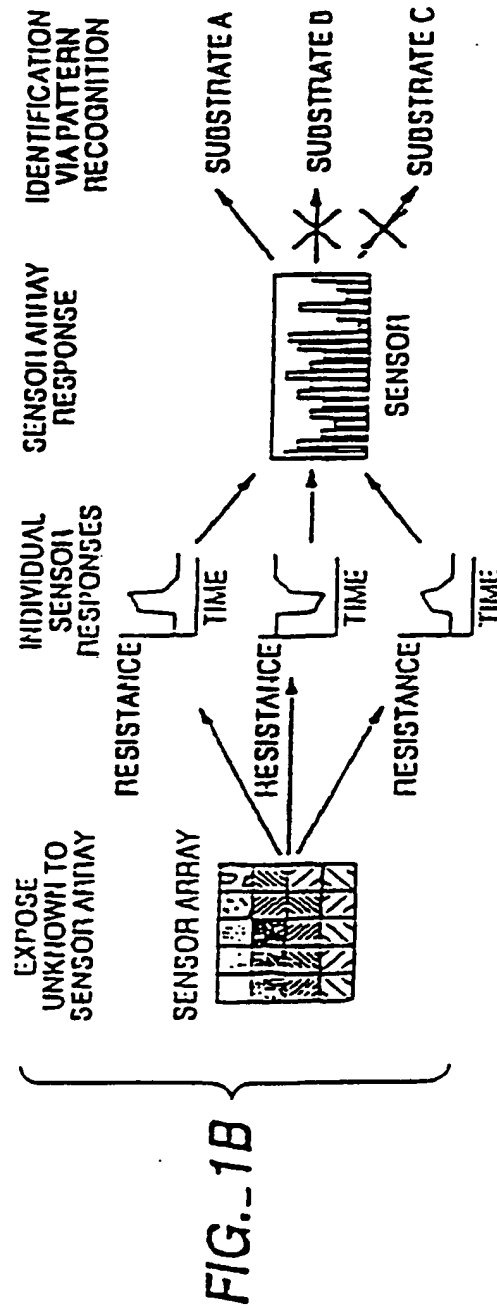 EXPOSE
UNKNOWN TO
SENSOR ARRAY
SENSOR ARRAY
INDIVIDUAL
SENSOR
RESPONSES
RESISTANCE
TIME
RESISTANCE
TIME
RESISTANCE
TIME
SENSOR ARRAY
RESPONSE
SENSOR
IDENTIFICATION
VIA PATTERN
RECOGNITION
SUBSTRATE A
SUBSTRATE B
SUBSTRATE C
FIG._1B